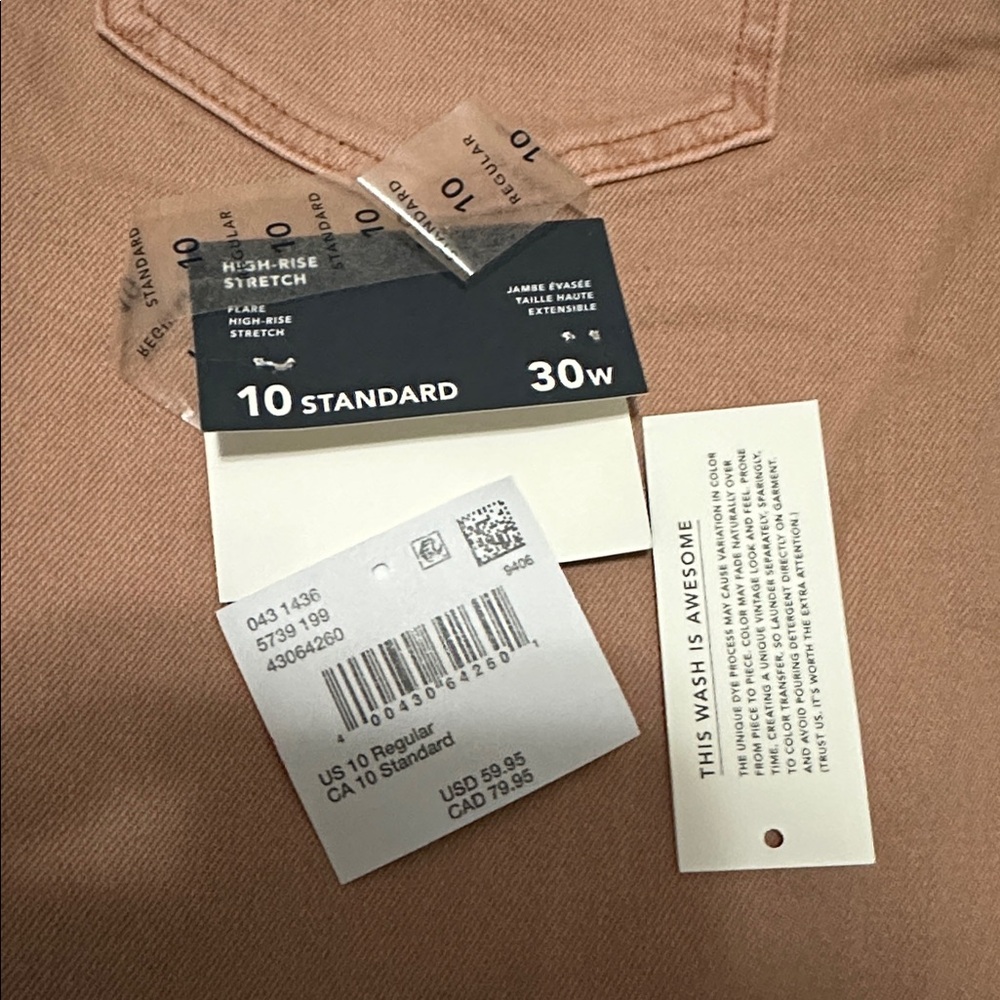 STANDARD
10
REGULAR
10
STANDARD
10
STANDARD
10
REGULAR
10
HIGH-RISE
STRETCH
FLARE
HIGH-RISE
STRETCH
JAMBE ÉVASÉE
TAILLE HAUTE
EXTENSIBLE
10 STANDARD
30W
043 1436
5739 199
43064260
9406
4 00430 64260 1
US 10 Regular
CA 10 Standard
USD 59.95
CAD 79.95
THIS WASH IS AWESOME
THE UNIQUE DYE PROCESS MAY CAUSE VARIATION IN COLOR
FROM PIECE TO PIECE. COLOR MAY FADE NATURALLY OVER
TIME, CREATING A UNIQUE VINTAGE LOOK AND FEEL. PRONE
TO COLOR TRANSFER, SO LAUNDER SEPARATELY, SPARINGLY,
AND AVOID POURING DETERGENT DIRECTLY ON GARMENT.
(TRUST US. IT'S WORTH THE EXTRA ATTENTION.)